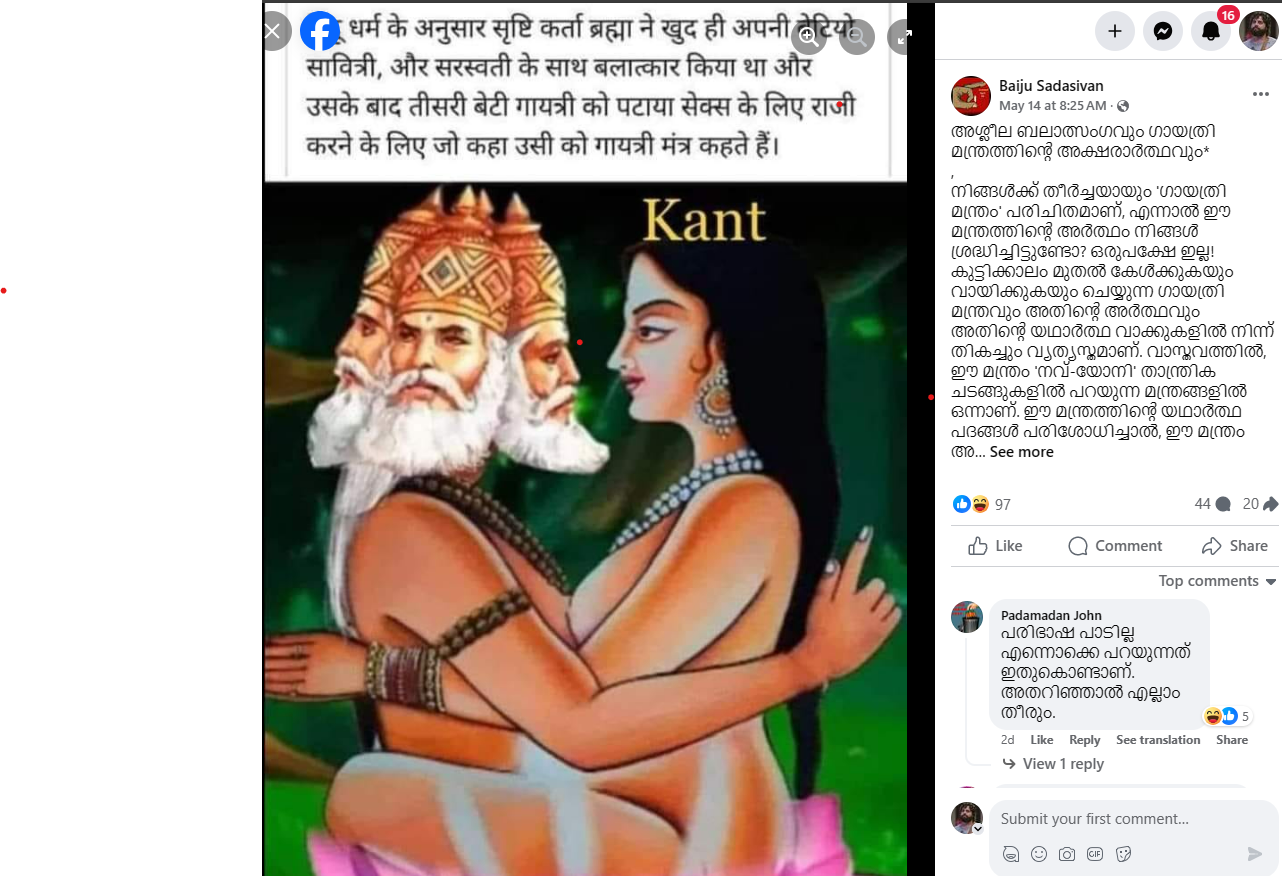 धर्म के अनुसार सृष्टि कर्ता ब्रह्मा ने खुद ही अपनी
सावित्री, और सरस्वती के साथ बलात्कार किया था और
उसके बाद तीसरी बेटी गायत्री को पटाया सेक्स के लिए राजी
करने के लिए जो कहा उसी को गायत्री मंत्र कहते हैं।
Kant
16
Baiju Sadasivan
May 14 at 8:25 AM ·
അശ്ലീല ബലാത്സംഗവും ഗായത്രി
മന്ത്രത്തിന്റെ അക്ഷരാർത്ഥവും*
,
നിങ്ങൾക്ക് തീർച്ചയായും 'ഗായത്രി
മന്ത്രം' പരിചിതമാണ്, എന്നാൽ ഈ
മന്ത്രത്തിന്റെ അർത്ഥം നിങ്ങൾ
ശ്രദ്ധിച്ചിട്ടുണ്ടോ? ഒരുപക്ഷേ ഇല്ല!
കുട്ടിക്കാലം മുതൽ കേൾക്കുകയും
വായിക്കുകയും ചെയ്യുന്ന ഗായത്രി
മന്ത്രവും അതിന്റെ അർത്ഥവും
അതിന്റെ യഥാർത്ഥ വാക്കുകളിൽ നിന്ന്
തികച്ചും വ്യത്യസ്തമാണ്. വാസ്തവത്തിൽ,
ഈ മന്ത്രം 'നവ്-യോനി' താന്ത്രിക
ചടങ്ങുകളിൽ പറയുന്ന മന്ത്രങ്ങളിൽ
ഒന്നാണ്. ഈ മന്ത്രത്തിന്റെ യഥാർത്ഥ
പദങ്ങൾ പരിശോധിച്ചാൽ, ഈ മന്ത്രം
അ... See more
97 44 20
Like Comment Share
Top comments
Padamadan John
പരിഭാഷ പാടില്ല
എന്നൊക്കെ പറയുന്നത്
ഇതുകൊണ്ടാണ്.
അതറിഞ്ഞാൽ എല്ലാം
തീരും.
5
2d Like Reply See translation Share
View 1 reply
Submit your first comment...
GIF